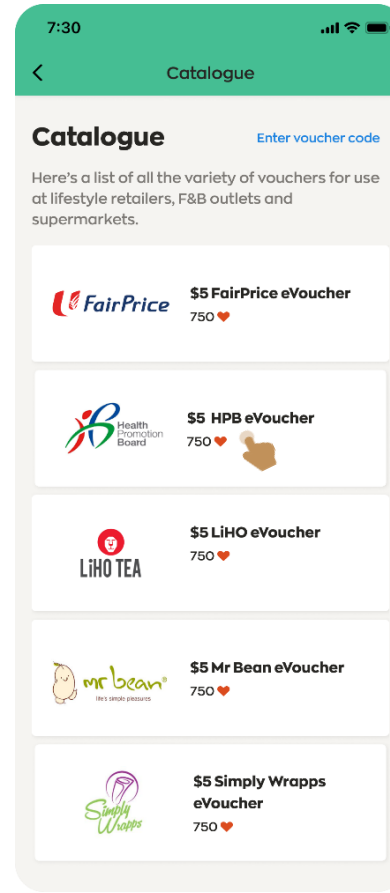 7:30
Catalogue
Catalogue
Enter voucher code
Here's a list of all the variety of vouchers for use
at lifestyle retailers, F&B outlets and
supermarkets.
FairPrice
$5 FairPrice eVoucher
750
Health
Promotion
Board
$5 HPB eVoucher
750
LiHO TEA
$5 LiHO eVoucher
750
mr bean®
life's simple pleasures
$5 Mr Bean eVoucher
750
Simply
Wrapps
$5 Simply Wrapps
eVoucher
750